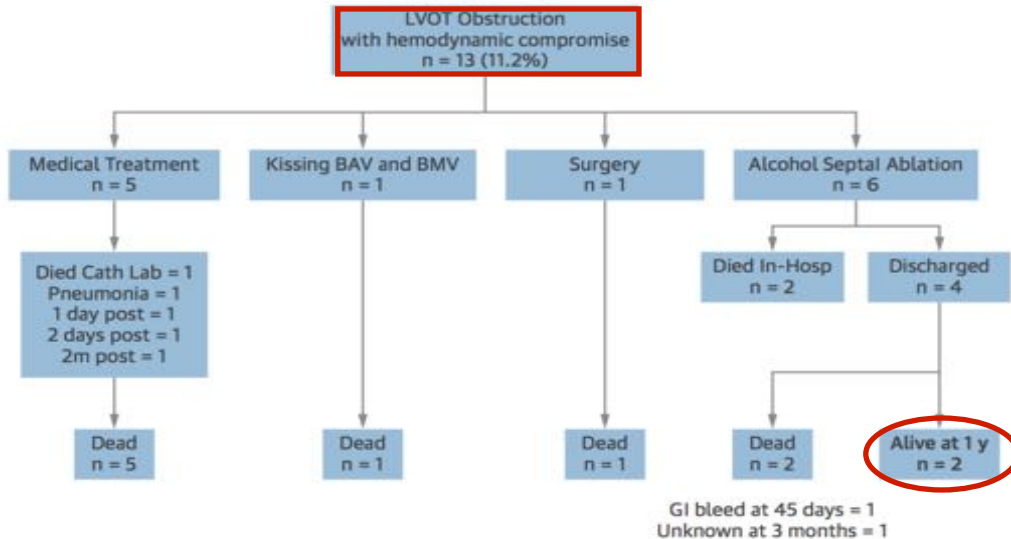 LVOT Obstruction
with hemodynamic compromise
n = 13 (11.2%)
Medical Treatment
n = 5
Kissing BAV and BMV
n = 1
Surgery
n = 1
Alcohol Septal Ablation
n = 6
Died Cath Lab = 1
Pneumonia = 1
1 day post = 1
2 days post = 1
2m post = 1
Died In-Hosp
n = 2
Discharged
n = 4
Dead
n = 5
Dead
n = 1
Dead
n = 1
Dead
n = 2
Alive at 1 y
n = 2
GI bleed at 45 days = 1
Unknown at 3 months = 1